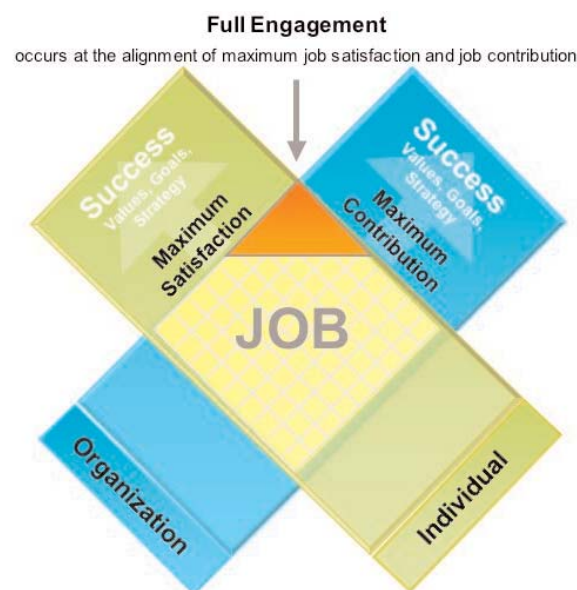 Full Engagement
occurs at the alignment of maximum job satisfaction and job contribution
Success
Values, Goals,
Strategy
Maximum
Satisfaction
Success
Values, Goals,
Strategy
Maximum
Contribution
JOB
Organization
Individual